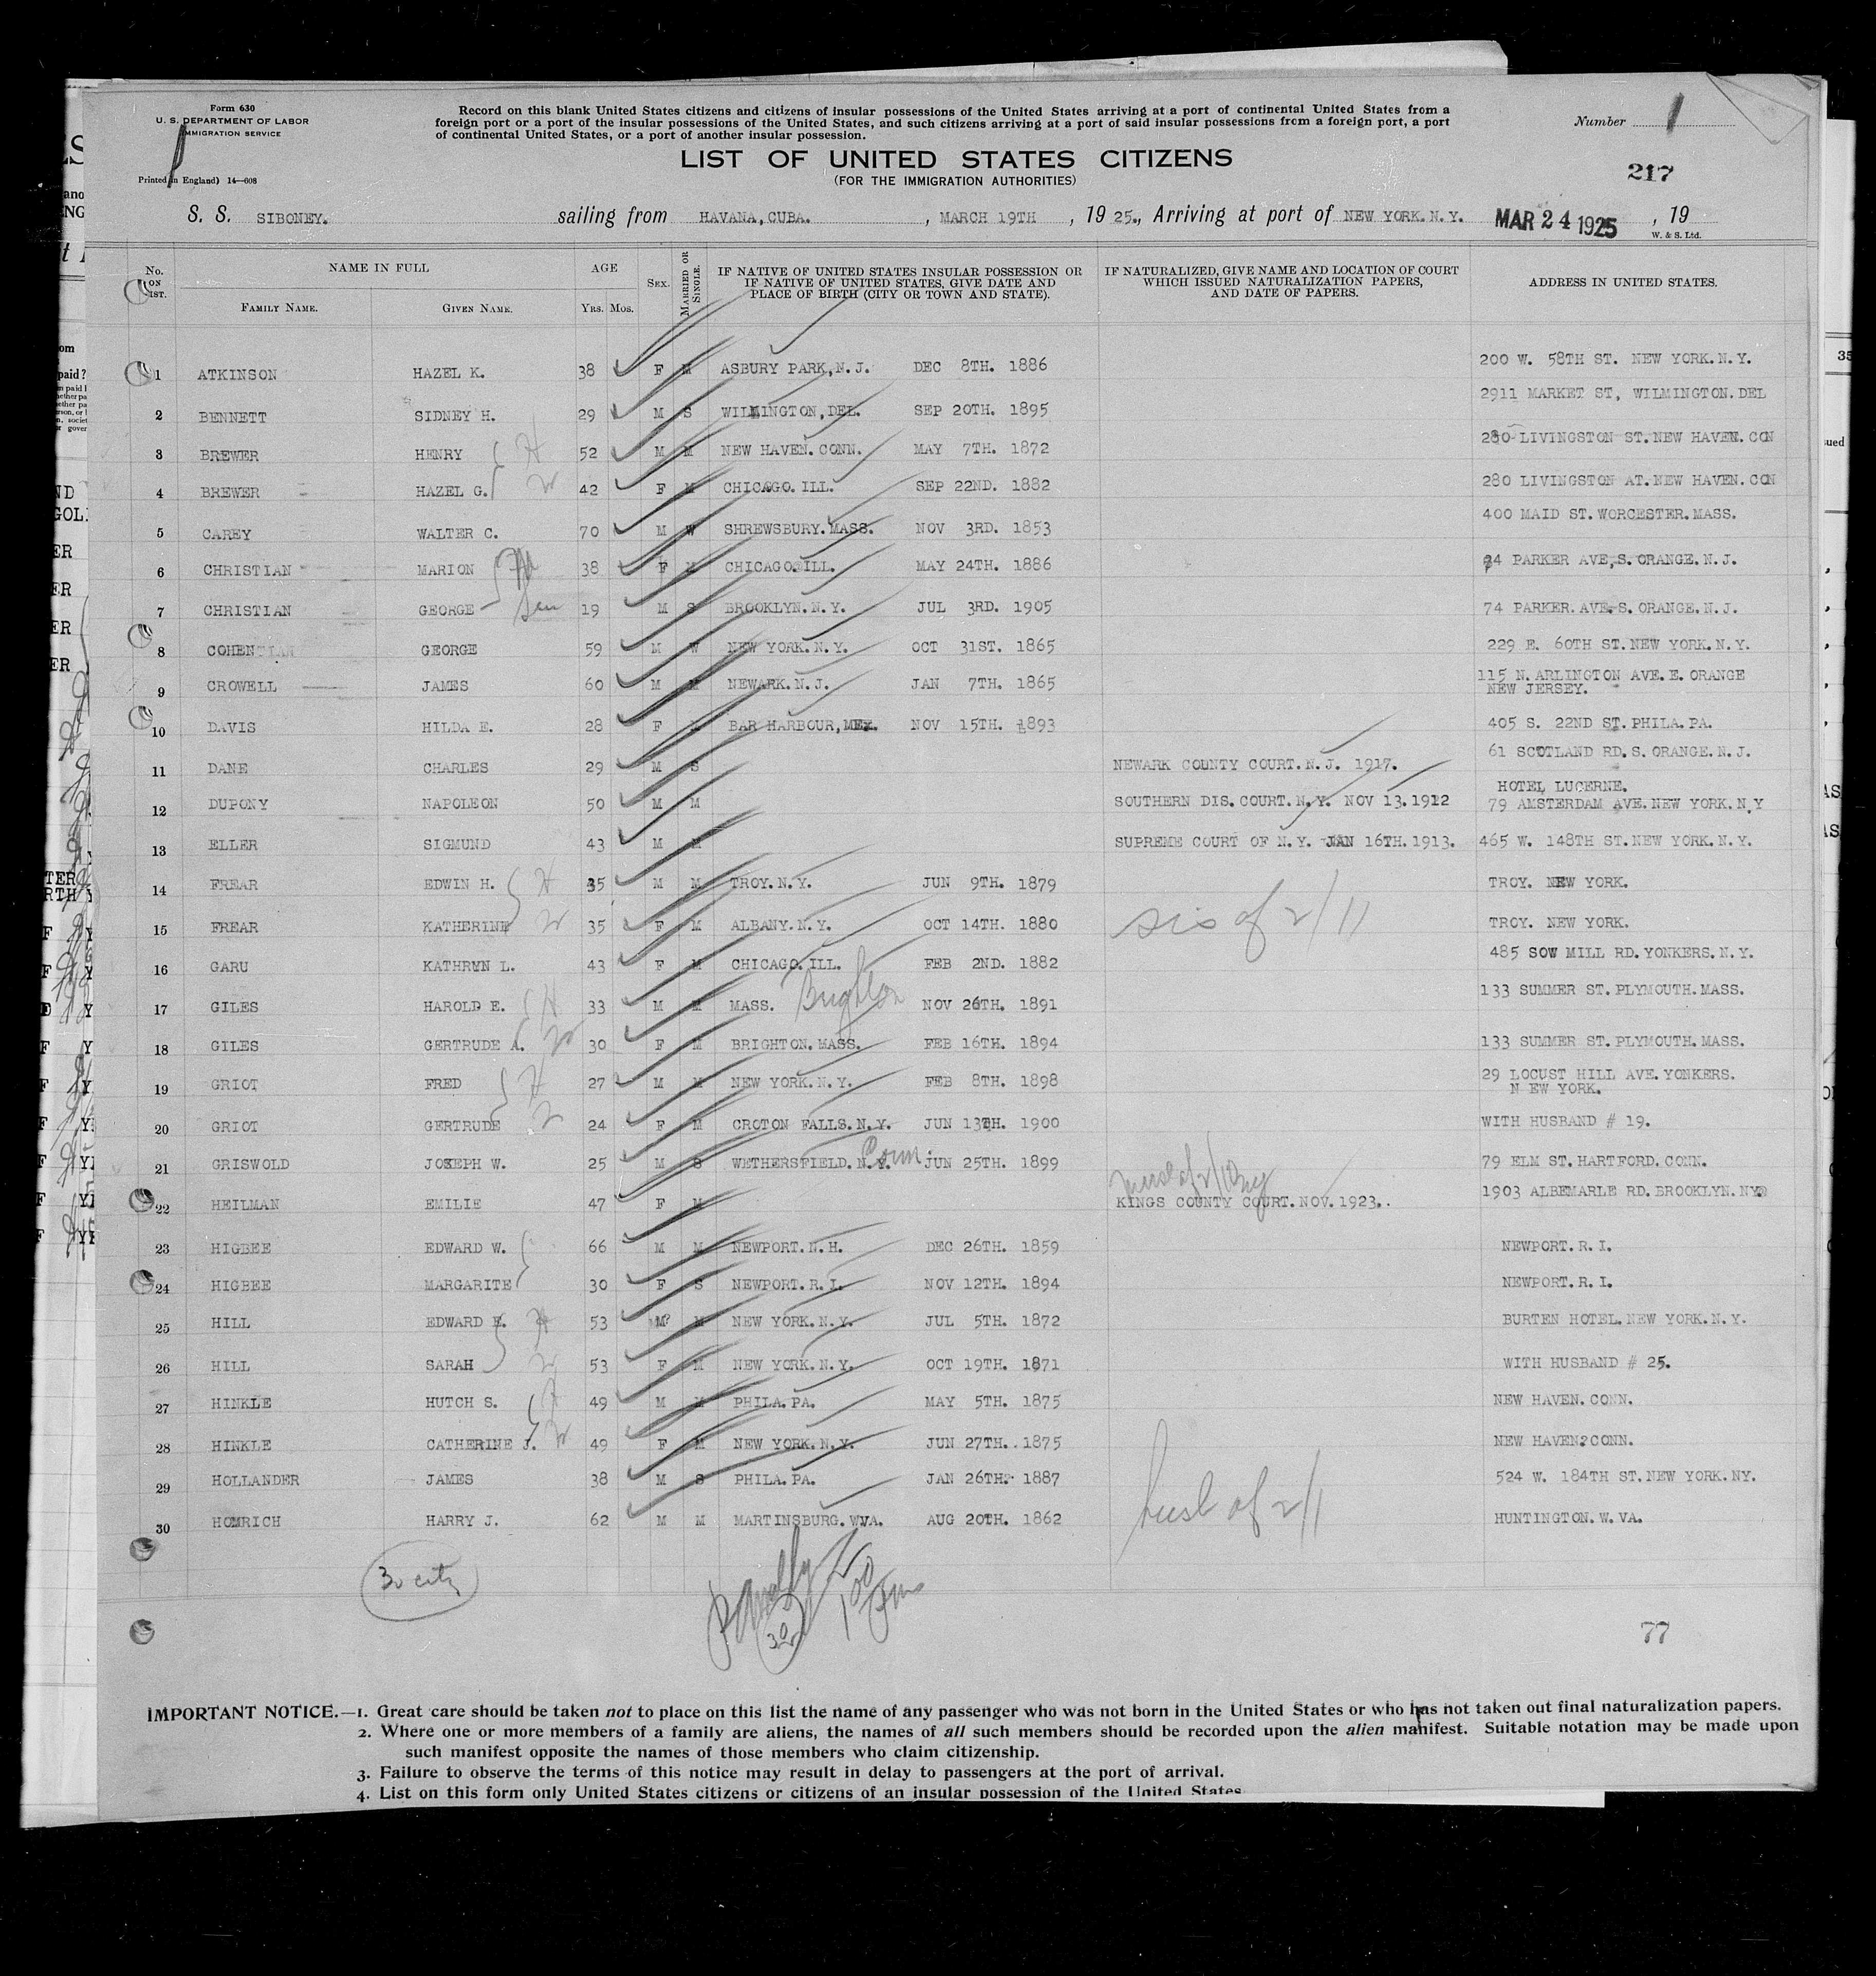 Form 630
U. S. DEPARTMENT OF LABOR
IMMIGRATION SERVICE
Printed in England) 14—608
Record on this blank United States citizens and citizens of insular possessions of the United States arriving at a port of continental United States from a
foreign port or a port of the insular possessions of the United States, and such citizens arriving at a port of said insular possessions from a foreign port, a port
of continental United States, or a port of another insular possession.
Number 1
LIST OF UNITED STATES CITIZENS
(FOR THE IMMIGRATION AUTHORITIES)
217
S. S. SIBONEY. sailing from HAVANA, CUBA. , MARCH 19TH , 19 25., Arriving at port of NEW YORK. N. Y. MAR 24 1925 , 19
W. & S. Ltd.
No. ON LIST. NAME IN FULL FAMILY NAME. GIVEN NAME. AGE Yrs. Mos. SEX. MARRIED OR SINGLE. IF NATIVE OF UNITED STATES INSULAR POSSESSION OR IF NATIVE OF UNITED STATES, GIVE DATE AND PLACE OF BIRTH (CITY OR TOWN AND STATE). IF NATURALIZED, GIVE NAME AND LOCATION OF COURT WHICH ISSUED NATURALIZATION PAPERS, AND DATE OF PAPERS. ADDRESS IN UNITED STATES.
1 ATKINSON HAZEL K. 38 F M ASBURY PARK, N. J. DEC 8TH. 1886 200 W. 58TH ST. NEW YORK. N. Y.
2 BENNETT SIDNEY H. 29 M S WILMINGTON, DEL. SEP 20TH. 1895 2911 MARKET ST, WILMINGTON. DEL
3 BREWER HENRY H 52 M M NEW HAVEN. CONN. MAY 7TH. 1872 280 LIVINGSTON ST. NEW HAVEN. CON
4 BREWER HAZEL G. W 42 F M CHICAGO. ILL. SEP 22ND. 1882 280 LIVINGSTON AT. NEW HAVEN. CON
5 CAREY WALTER C. 70 M W SHREWSBURY. MASS. NOV 3RD. 1853 400 MAID ST. WORCESTER. MASS.
6 CHRISTIAN MARION 38 F M CHICAGO. ILL. MAY 24TH. 1886 74 PARKER AVE, S. ORANGE. N. J.
7 CHRISTIAN GEORGE 19 M S BROOKLYN. N. Y. JUL 3RD. 1905 74 PARKER. AVE. S. ORANGE. N. J.
8 COHEN GEORGE 59 M W NEW YORK. N. Y. OCT 31ST. 1865 229 E. 60TH ST. NEW YORK. N. Y.
9 CROWELL JAMES 60 M M NEWARK. N. J. JAN 7TH. 1865 115 N. ARLINGTON AVE. E. ORANGE
NEW JERSEY.
10 DAVIS HILDA E. 28 F M BAR HARBOUR, NOV 15TH. 1893 405 S. 22ND ST. PHILA. PA.
11 DANE CHARLES 29 M S NEWARK COUNTY COURT. N. J. 1917. 61 SCOTLAND RD. S. ORANGE. N. J.
12 DUPONY NAPOLEON 50 M M SOUTHERN DIS. COURT. N. Y. NOV 13. 1912 HOTEL LUCERNE.
79 AMSTERDAM AVE. NEW YORK. N. Y
13 ELLER SIGMUND 43 M M SUPREME COURT OF N. Y. JAN 16TH. 1913. 465 W. 148TH ST. NEW YORK. N. Y.
14 FREAR EDWIN H. H 35 M M TROY. N. Y. JUN 9TH. 1879 TROY. NEW YORK.
15 FREAR KATHERINE W 35 F M ALBANY. N. Y. OCT 14TH. 1880 sis of 2/11 TROY. NEW YORK.
16 GARU KATHRYN L. 43 F M CHICAGO. ILL. FEB 2ND. 1882 485 SOW MILL RD. YONKERS. N. Y.
17 GILES HAROLD E. H 33 M M MASS. Brighton NOV 26TH. 1891 133 SUMMER ST. PLYMOUTH. MASS.
18 GILES GERTRUDE A. W 30 F M BRIGHTON. MASS. FEB 16TH. 1894 133 SUMMER ST. PLYMOUTH. MASS.
19 GRIOT FRED H 27 M M NEW YORK. N. Y. FEB 8TH. 1898 29 LOCUST HILL AVE. YONKERS.
N EW YORK.
20 GRIOT GERTRUDE W 24 F M CROTON FALLS. N. Y. JUN 13TH. 1900 WITH HUSBAND # 19.
21 GRISWOLD JOSEPH W. 25 M S WETHERSFIELD. N. Y. Conn. JUN 25TH. 1899 79 ELM ST. HARTFORD. CONN.
22 HEILMAN EMILIE 47 F M KINGS COUNTY COURT. NOV. 1923.. 1903 ALBEMARLE RD. BROOKLYN. NY
23 HIGBEE EDWARD W. 66 M M NEWPORT. N. H. DEC 26TH. 1859 NEWPORT. R. I.
24 HIGBEE MARGARITE 30 F S NEWPORT. R. I. NOV 12TH. 1894 NEWPORT. R. I.
25 HILL EDWARD E. H 53 M M NEW YORK. N. Y. JUL 5TH. 1872 BURTEN HOTEL. NEW YORK. N. Y.
26 HILL SARAH W 53 F M NEW YORK. N. Y. OCT 19TH. 1871 WITH HUSBAND # 25.
27 HINKLE HUTCH S. H 49 M M PHILA. PA. MAY 5TH. 1875 NEW HAVEN. CONN.
28 HINKLE CATHERINE J. W 49 F M NEW YORK. N. Y. JUN 27TH. 1875 NEW HAVEN?CONN.
29 HOLLANDER JAMES 38 M S PHILA. PA. JAN 26TH. 1887 524 W. 184TH ST. NEW YORK. NY.
30 HOMRICH HARRY J. 62 M M MARTINSBURG. W.VA. AUG 20TH. 1862 husb of 2/1 HUNTINGTON. W. VA.
30 city
30
100
77
IMPORTANT NOTICE.—1. Great care should be taken not to place on this list the name of any passenger who was not born in the United States or who has not taken out final naturalization papers.
2. Where one or more members of a family are aliens, the names of all such members should be recorded upon the alien manifest. Suitable notation may be made upon
such manifest opposite the names of those members who claim citizenship.
3. Failure to observe the terms of this notice may result in delay to passengers at the port of arrival.
4. List on this form only United States citizens or citizens of an insular possession of the United States